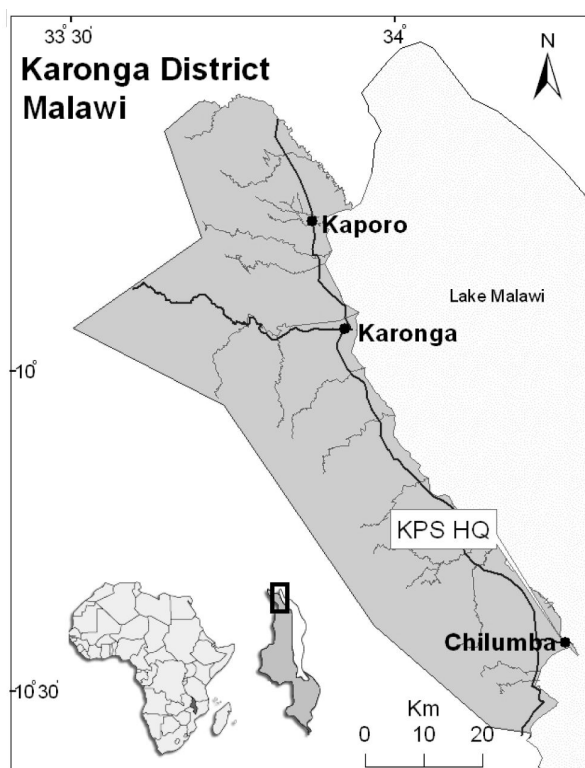 33°30'
34°
Karonga District
Malawi
N
Kaporo
Lake Malawi
Karonga
10°
KPS HQ
Chilumba
10°30'
Km
0 10 20